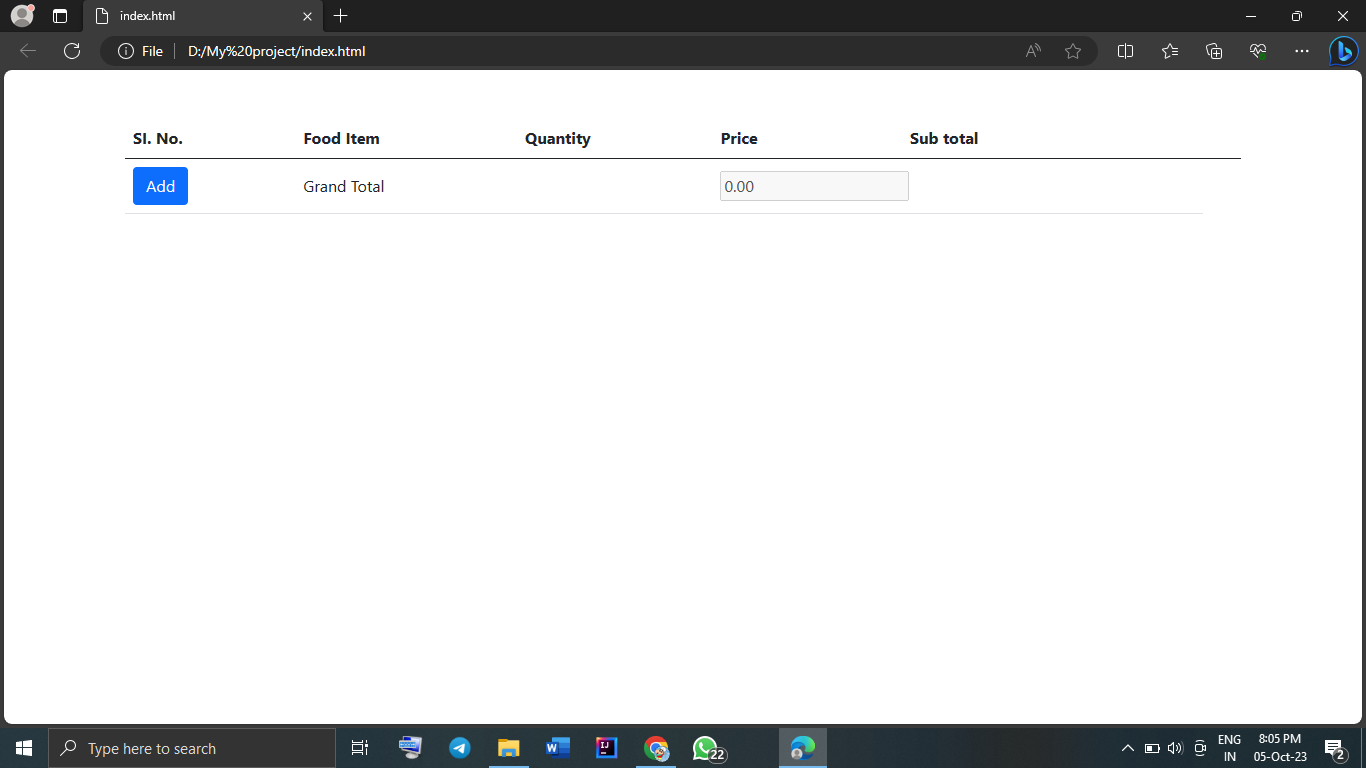 index.html
File D:/My%20project/index.html
Sl. No. Food Item Quantity Price Sub total
Add Grand Total 0.00
Type here to search
22
ENG
IN
8:05 PM
05-Oct-23
2